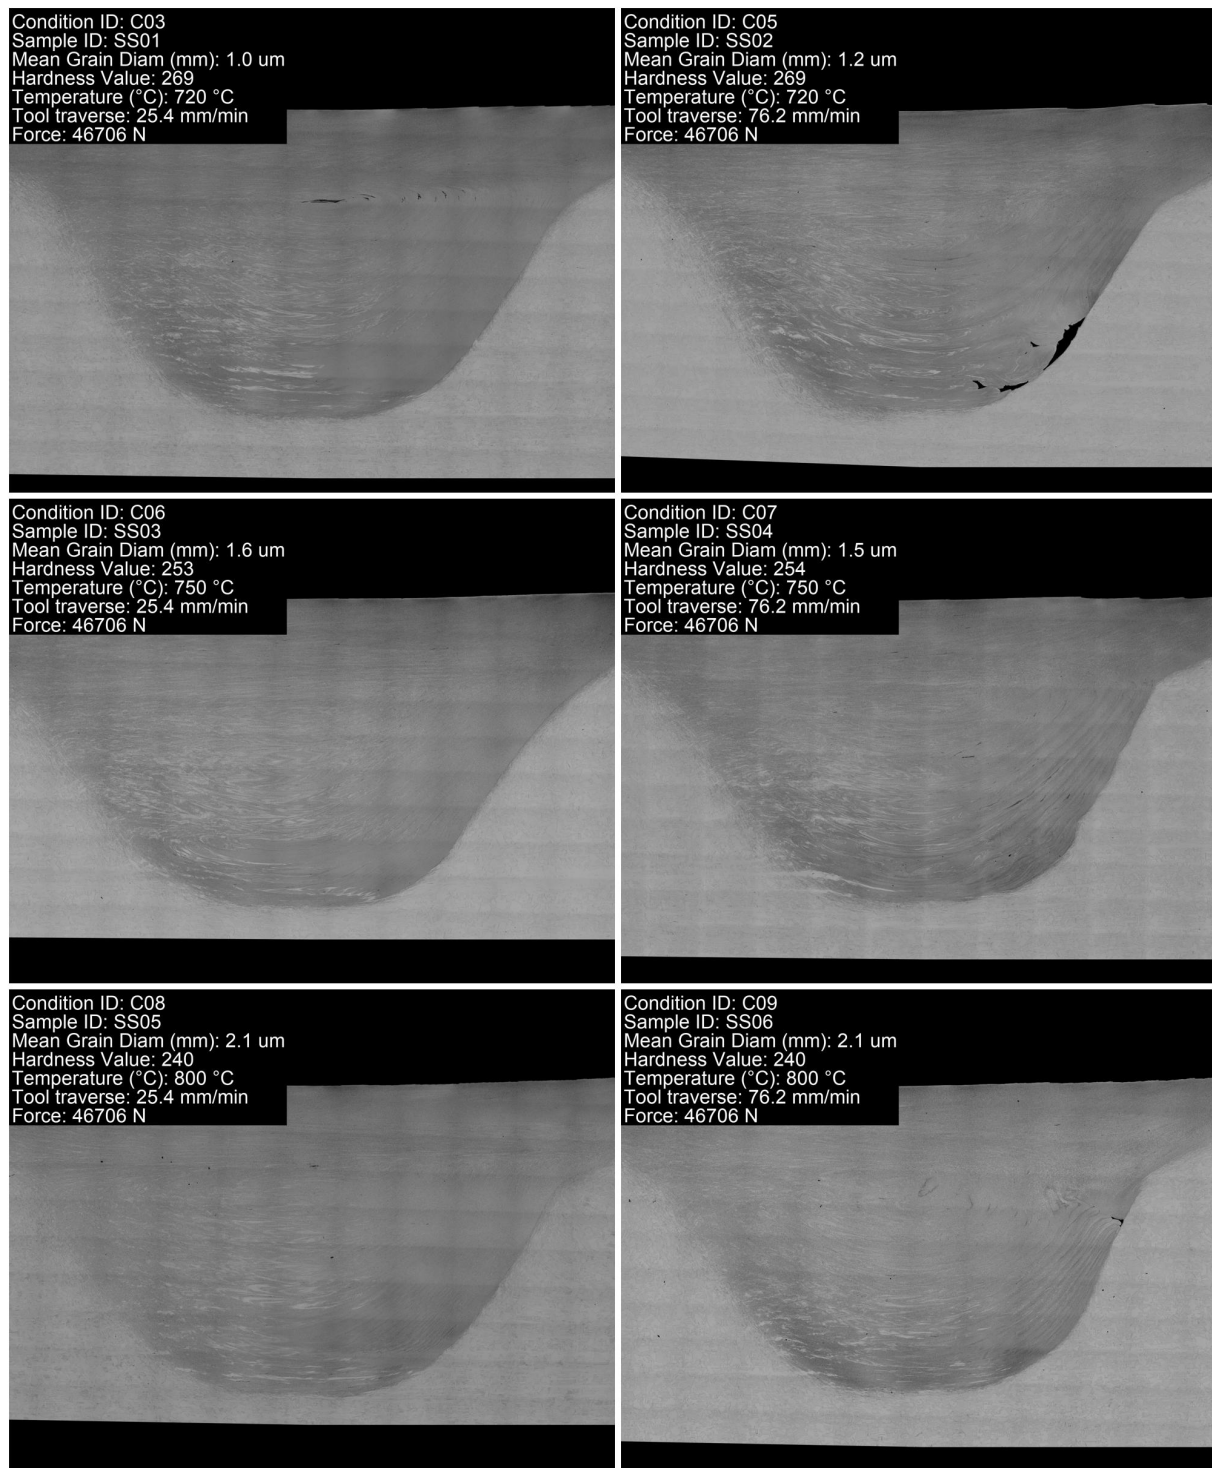 Condition ID: C03
Sample ID: SS01
Mean Grain Diam (mm): 1.0 um
Hardness Value: 269
Temperature (°C): 720 °C
Tool traverse: 25.4 mm/min
Force: 46706 N
Condition ID: C05
Sample ID: SS02
Mean Grain Diam (mm): 1.2 um
Hardness Value: 269
Temperature (°C): 720 °C
Tool traverse: 76.2 mm/min
Force: 46706 N
Condition ID: C06
Sample ID: SS03
Mean Grain Diam (mm): 1.6 um
Hardness Value: 253
Temperature (°C): 750 °C
Tool traverse: 25.4 mm/min
Force: 46706 N
Condition ID: C07
Sample ID: SS04
Mean Grain Diam (mm): 1.5 um
Hardness Value: 254
Temperature (°C): 750 °C
Tool traverse: 76.2 mm/min
Force: 46706 N
Condition ID: C08
Sample ID: SS05
Mean Grain Diam (mm): 2.1 um
Hardness Value: 240
Temperature (°C): 800 °C
Tool traverse: 25.4 mm/min
Force: 46706 N
Condition ID: C09
Sample ID: SS06
Mean Grain Diam (mm): 2.1 um
Hardness Value: 240
Temperature (°C): 800 °C
Tool traverse: 76.2 mm/min
Force: 46706 N